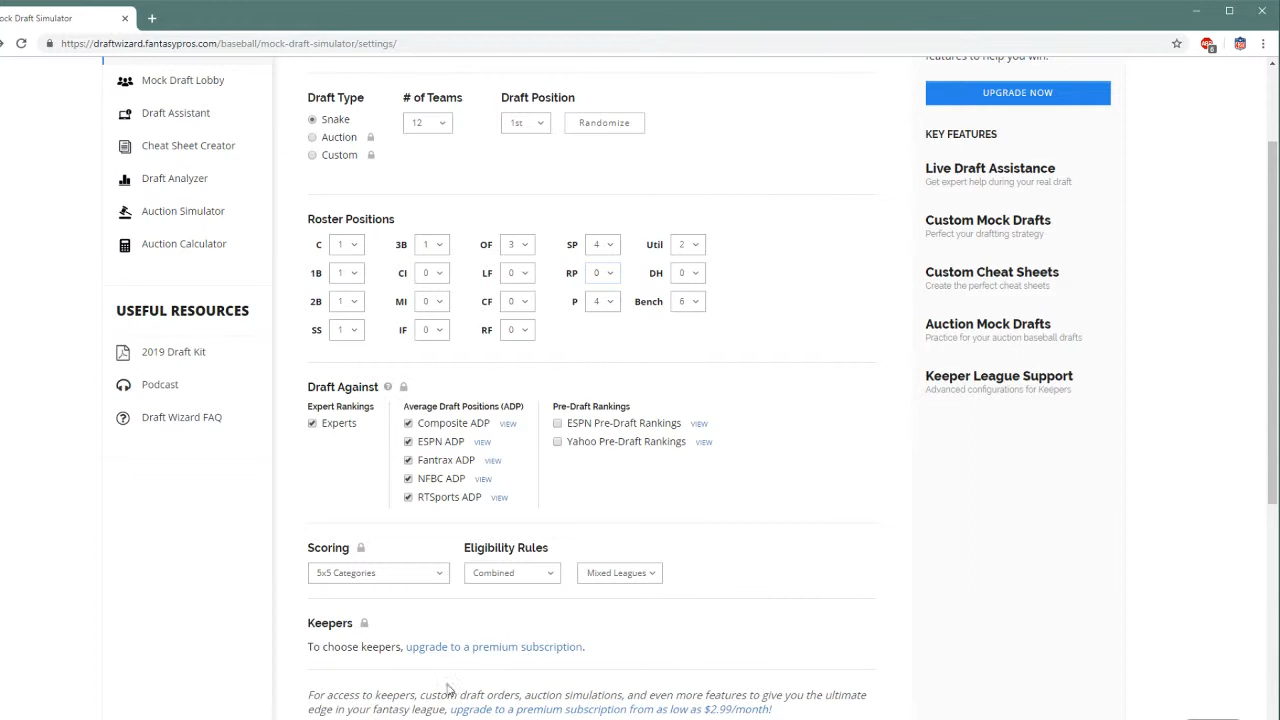 ock Draft Simulator
https://draftwizard.fantasypros.com/baseball/mock-draft-simulator/settings/
6
Mock Draft Lobby
Draft Assistant
Cheat Sheet Creator
Draft Analyzer
Auction Simulator
Auction Calculator
USEFUL RESOURCES
2019 Draft Kit
Podcast
Draft Wizard FAQ
Draft Type # of Teams Draft Position
Snake 12 1st Randomize
Auction
Custom
Roster Positions
C 1 3B 1 OF 3 SP 4 Util 2
1B 1 CI 0 LF 0 RP 0 DH 0
2B 1 MI 0 CF 0 P 4 Bench 6
SS 1 IF 0 RF 0
Draft Against ?
Expert Rankings Average Draft Positions (ADP) Pre-Draft Rankings
Experts Composite ADP VIEW ESPN Pre-Draft Rankings VIEW
ESPN ADP VIEW Yahoo Pre-Draft Rankings VIEW
Fantrax ADP VIEW
NFBC ADP VIEW
RTSports ADP VIEW
Scoring Eligibility Rules
5x5 Categories Combined Mixed Leagues
Keepers
To choose keepers, upgrade to a premium subscription.
For access to keepers, custom draft orders, auction simulations, and even more features to give you the ultimate
edge in your fantasy league, upgrade to a premium subscription from as low as $2.99/month!
features to help you win!
UPGRADE NOW
KEY FEATURES
Live Draft Assistance
Get expert help during your real draft
Custom Mock Drafts
Perfect your draftting strategy
Custom Cheat Sheets
Create the perfect cheat sheets
Auction Mock Drafts
Practice for your auction baseball drafts
Keeper League Support
Advanced configurations for Keepers